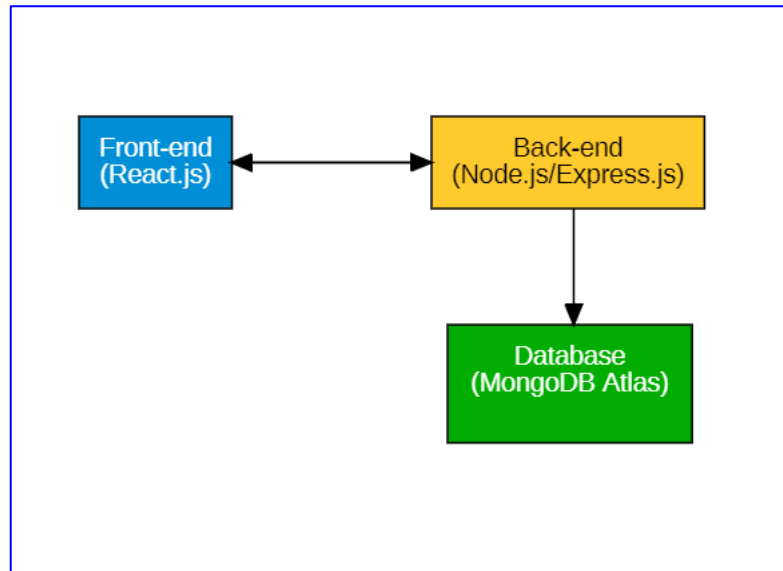 Front-end
(React.js)
Back-end
(Node.js/Express.js)
Database
(MongoDB Atlas)